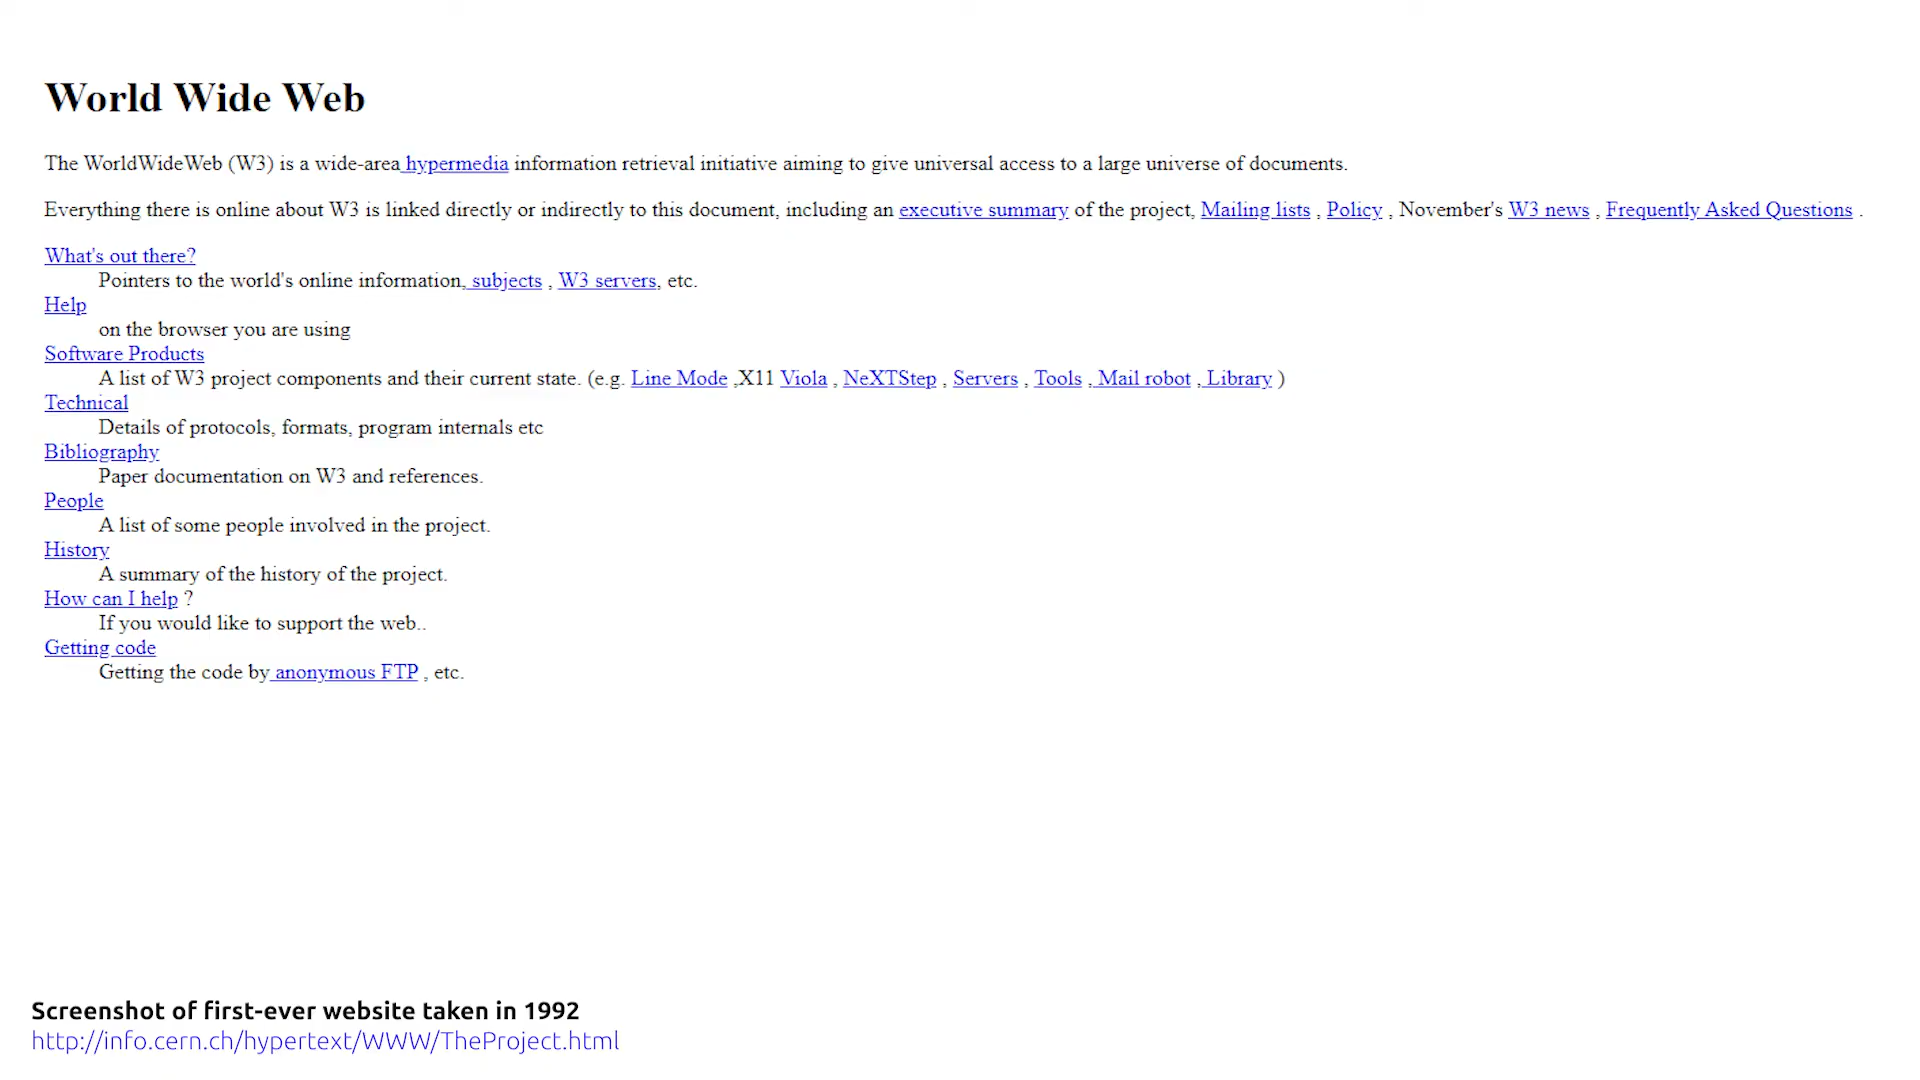 World Wide Web
The WorldWideWeb (W3) is a wide-area hypermedia information retrieval initiative aiming to give universal access to a large universe of documents.
Everything there is online about W3 is linked directly or indirectly to this document, including an executive summary of the project, Mailing lists , Policy , November's W3 news , Frequently Asked Questions .
What's out there?
Pointers to the world's online information, subjects , W3 servers, etc.
Help
on the browser you are using
Software Products
A list of W3 project components and their current state. (e.g. Line Mode ,X11 Viola , NeXTStep , Servers , Tools , Mail robot , Library )
Technical
Details of protocols, formats, program internals etc
Bibliography
Paper documentation on W3 and references.
People
A list of some people involved in the project.
History
A summary of the history of the project.
How can I help ?
If you would like to support the web..
Getting code
Getting the code by anonymous FTP , etc.
Screenshot of first-ever website taken in 1992
http://info.cern.ch/hypertext/WWW/TheProject.html